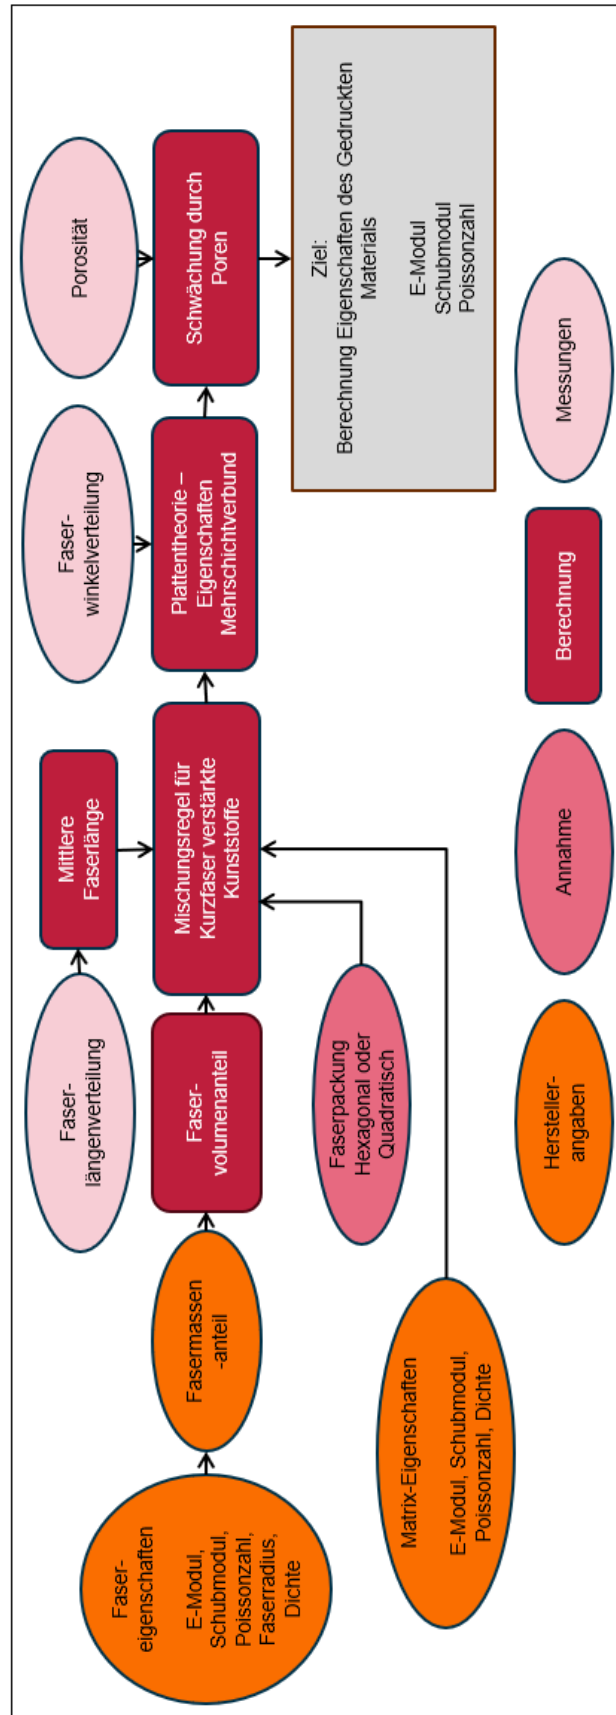 Faser-
eigenschaften
E-Modul,
Schubmodul,
Poissonzahl,
Faserradius,
Dichte
Fasermassen
-anteil
Faser-
volumenanteil
Faser-
längenverteilung
Mittlere
Faserlänge
Mischungsregel für
Kurzfaser verstärkte
Kunststoffe
Faser-
winkelverteilung
Plattentheorie –
Eigenschaften
Mehrschichtverbund
Porosität
Schwächung durch
Poren
Matrix-Eigenschaften
E-Modul, Schubmodul,
Poissonzahl, Dichte
Faserpackung
Hexagonal oder
Quadratisch
Ziel:
Berechnung Eigenschaften des Gedruckten
Materials
E-Modul
Schubmodul
Poissonzahl
Hersteller-
angaben
Annahme
Berechnung
Messungen